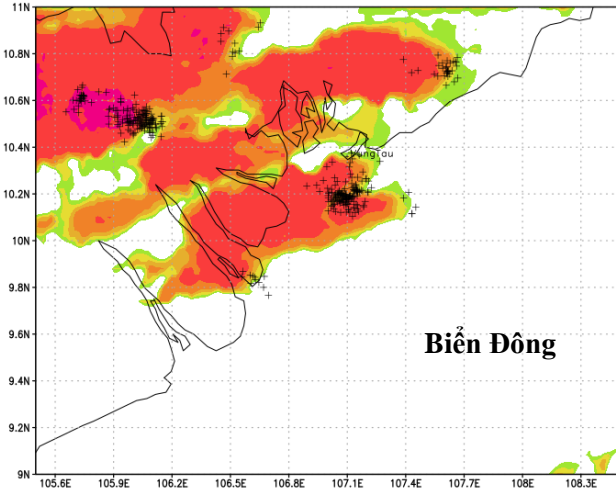 11N
10.8N
10.6N
10.4N
VungTau
10.2N
10N
9.8N
Biển Đông
9.6N
9.4N
9.2N
9N
105.6E 105.9E 106.2E 106.5E 106.8E 107.1E 107.4E 107.7E 108E 108.3E